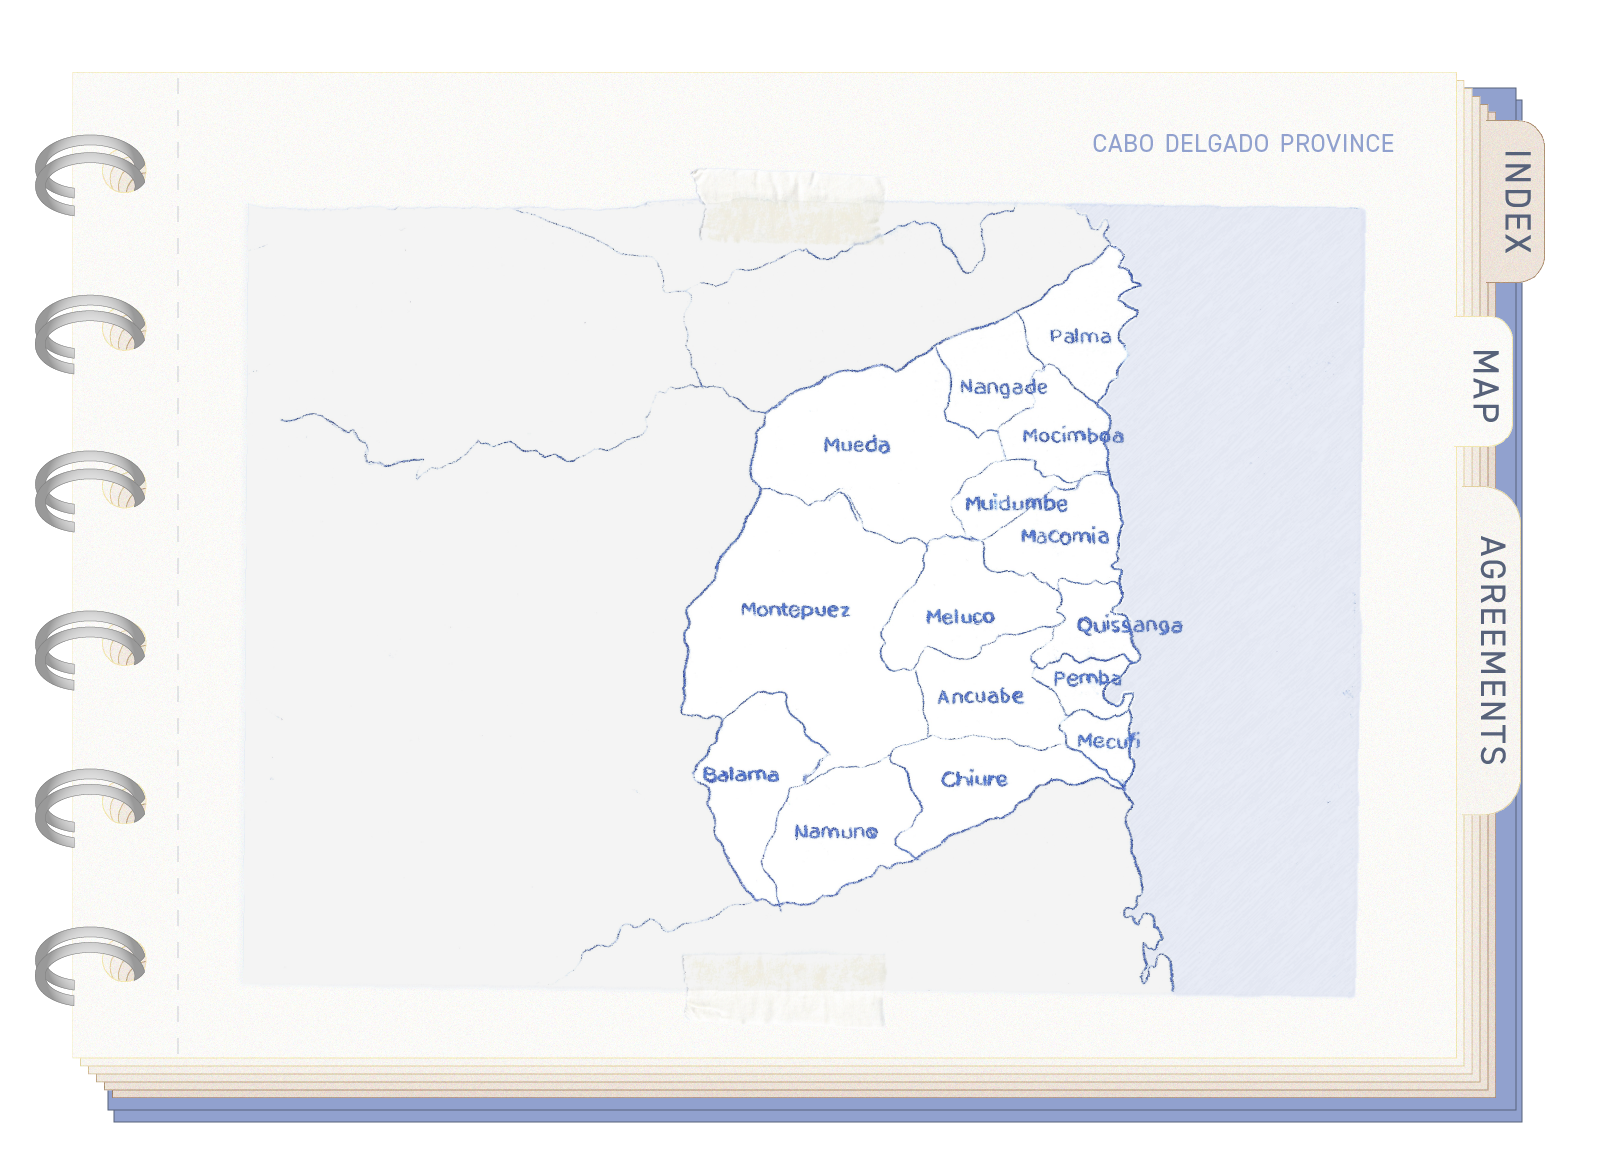 CABO DELGADO PROVINCE
INDEX
MAP
AGREEMENTS
Palma
Nangade
Mocimboa
Mueda
Muidumbe
Macomia
Montepuez
Meluco
Quissanga
Pemba
Ancuabe
Mecufi
Balama
Chiure
Namuno